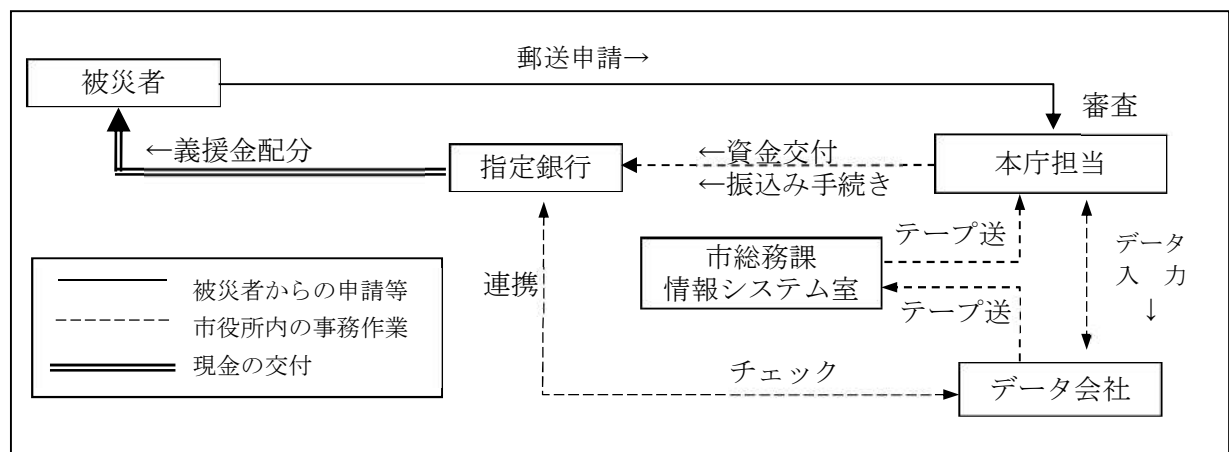 郵送申請→
被災者
審査
←義援金配分
指定銀行
←資金交付
←振込み手続き
本庁担当
テープ送
市総務課
情報システム室
テープ送
データ
入 力
↓
連携
被災者からの申請等
市役所内の事務作業
現金の交付
チェック
データ会社